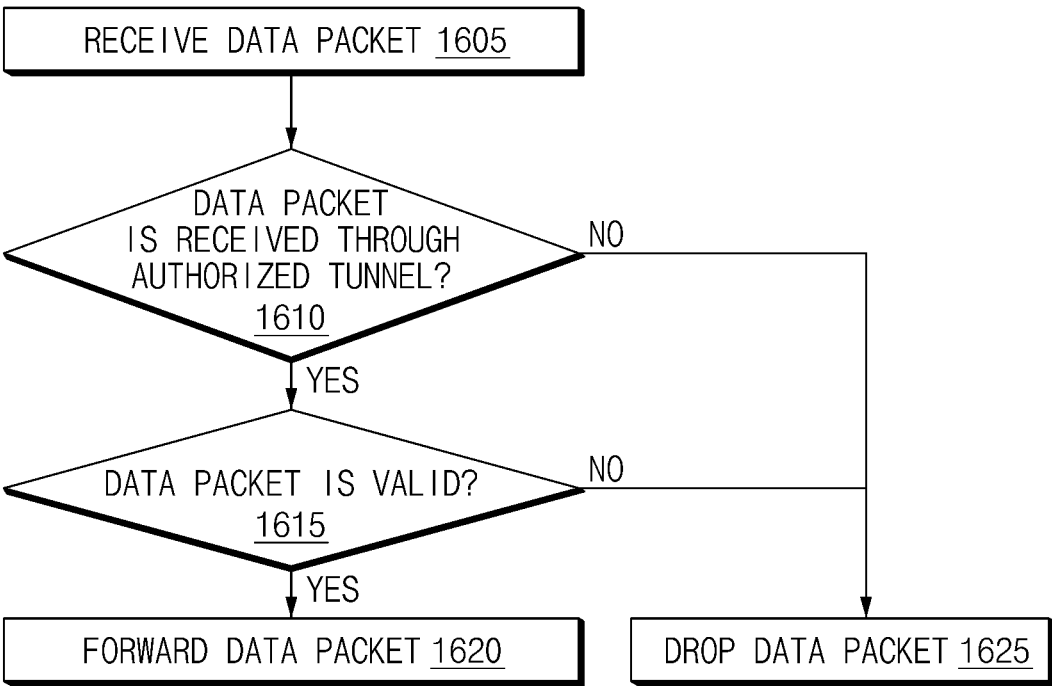 RECEIVE DATA PACKET 1605
DATA PACKET
IS RECEIVED THROUGH
AUTHORIZED TUNNEL?
1610
NO
YES
DATA PACKET IS VALID?
1615
NO
YES
FORWARD DATA PACKET 1620
DROP DATA PACKET 1625